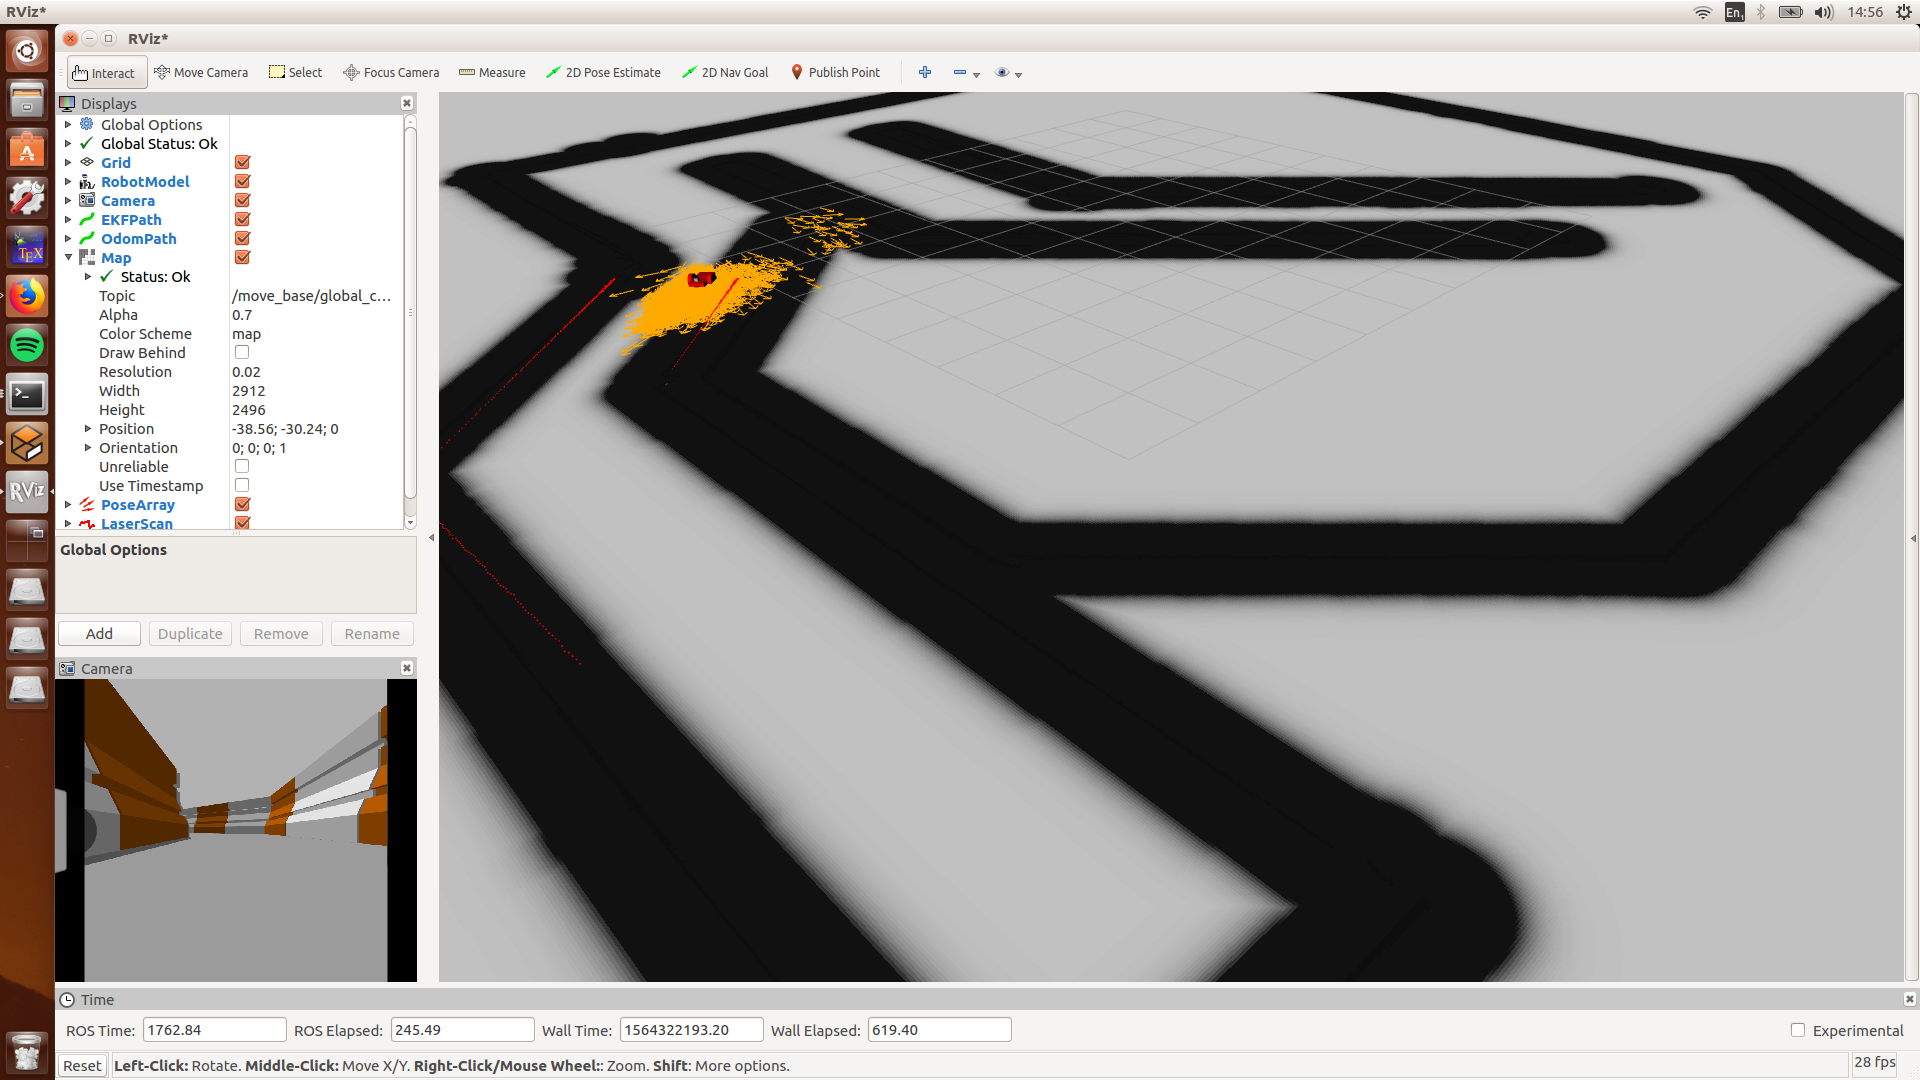 RViz*
En1
14:56
RViz*
Interact Move Camera Select Focus Camera Measure 2D Pose Estimate 2D Nav Goal Publish Point
Displays
Global Options
Global Status: Ok
Grid
RobotModel
Camera
EKFPath
OdomPath
Map
Status: Ok
Topic /move_base/global_c...
Alpha 0.7
Color Scheme map
Draw Behind
Resolution 0.02
Width 2912
Height 2496
Position -38.56; -30.24; 0
Orientation 0; 0; 0; 1
Unreliable
Use Timestamp
PoseArray
LaserScan
Global Options
Add Duplicate Remove Rename
Camera
TEX
RViz
Time
ROS Time: 1762.84 ROS Elapsed: 245.49 Wall Time: 1564322193.20 Wall Elapsed: 619.40 Experimental
Reset Left-Click: Rotate. Middle-Click: Move X/Y. Right-Click/Mouse Wheel:: Zoom. Shift: More options. 28 fps